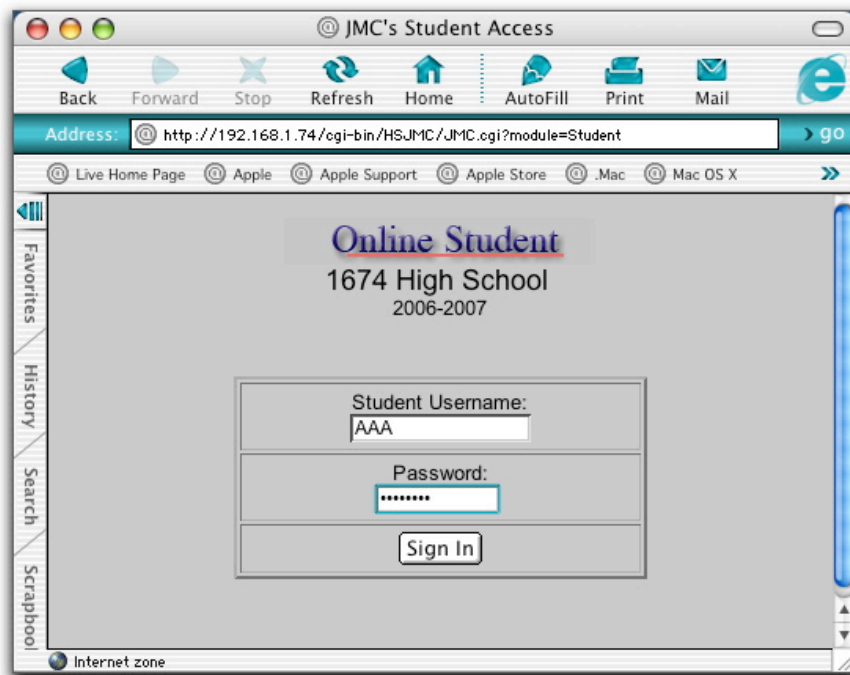 JMC's Student Access
Back Forward Stop Refresh Home AutoFill Print Mail
Address: http://192.168.1.74/cgi-bin/HSJMC/JMC.cgi?module=Student go
Live Home Page Apple Apple Support Apple Store .Mac Mac OS X
Favorites
History
Search
Scrapbook
Online Student
1674 High School
2006-2007
Student Username:
AAA
Password:
••••••••
Sign In
Internet zone